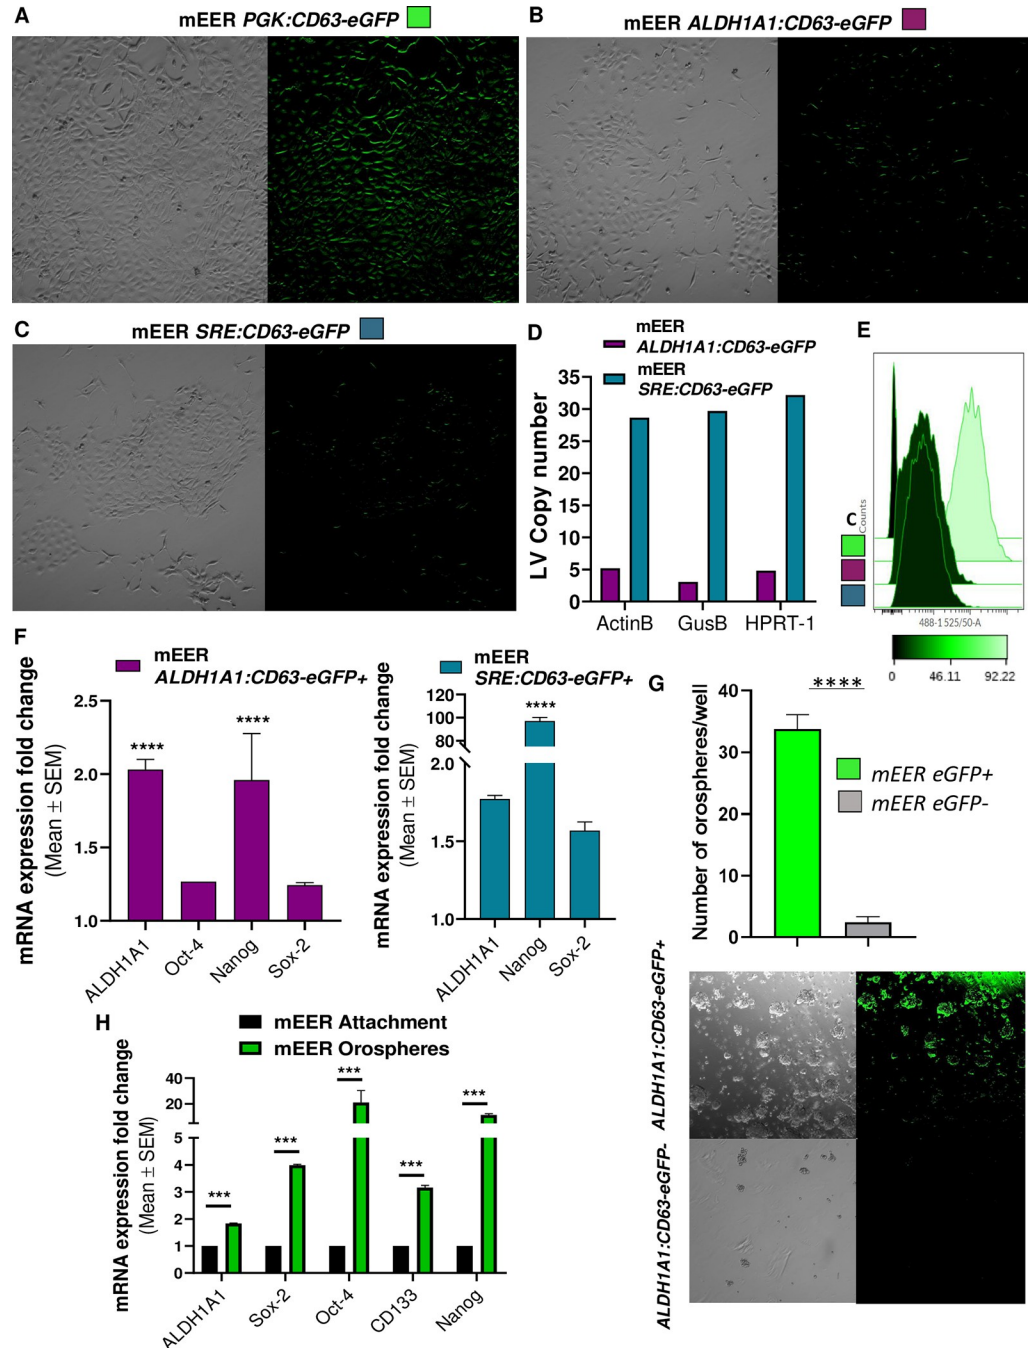 A
mEER PGK:CD63-eGFP
B
mEER ALDH1A1:CD63-eGFP
C
mEER SRE:CD63-eGFP
D
mEER
ALDH1A1:CD63-eGFP
mEER
SRE:CD63-eGFP
LV Copy number
35
30
25
20
15
10
5
0
ActinB
GusB
HPRT-1
E
Counts
C
488-1 525/50-A
0
46.11
92.22
F
mEER
ALDH1A1:CD63-eGFP+
mRNA expression fold change
(Mean ± SEM)
2.5
2.0
1.5
1.0
****
****
ALDH1A1
Oct-4
Nanog
Sox-2
mEER
SRE:CD63-eGFP+
mRNA expression fold change
(Mean ± SEM)
120
100
80
2.0
1.5
1.0
****
ALDH1A1
Nanog
Sox-2
G
Number of orospheres/well
40
30
20
10
0
****
mEER eGFP+
mEER eGFP-
ALDH1A1:CD63-eGFP+
ALDH1A1:CD63-eGFP-
H
mEER Attachment
mEER Orospheres
mRNA expression fold change
(Mean ± SEM)
40
20
5
4
3
2
1
0
***
***
***
***
***
ALDH1A1
Sox-2
Oct-4
CD133
Nanog